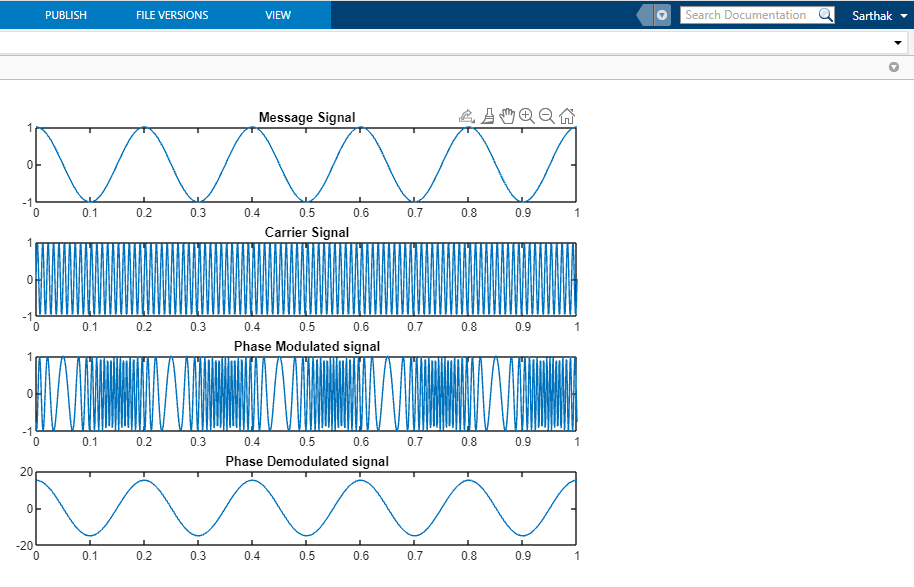 PUBLISH FILE VERSIONS VIEW Search Documentation Sarthak
Message Signal
1
0
-1
0 0.1 0.2 0.3 0.4 0.5 0.6 0.7 0.8 0.9 1
Carrier Signal
1
0
-1
0 0.1 0.2 0.3 0.4 0.5 0.6 0.7 0.8 0.9 1
Phase Modulated signal
1
0
-1
0 0.1 0.2 0.3 0.4 0.5 0.6 0.7 0.8 0.9 1
Phase Demodulated signal
20
0
-20
0 0.1 0.2 0.3 0.4 0.5 0.6 0.7 0.8 0.9 1